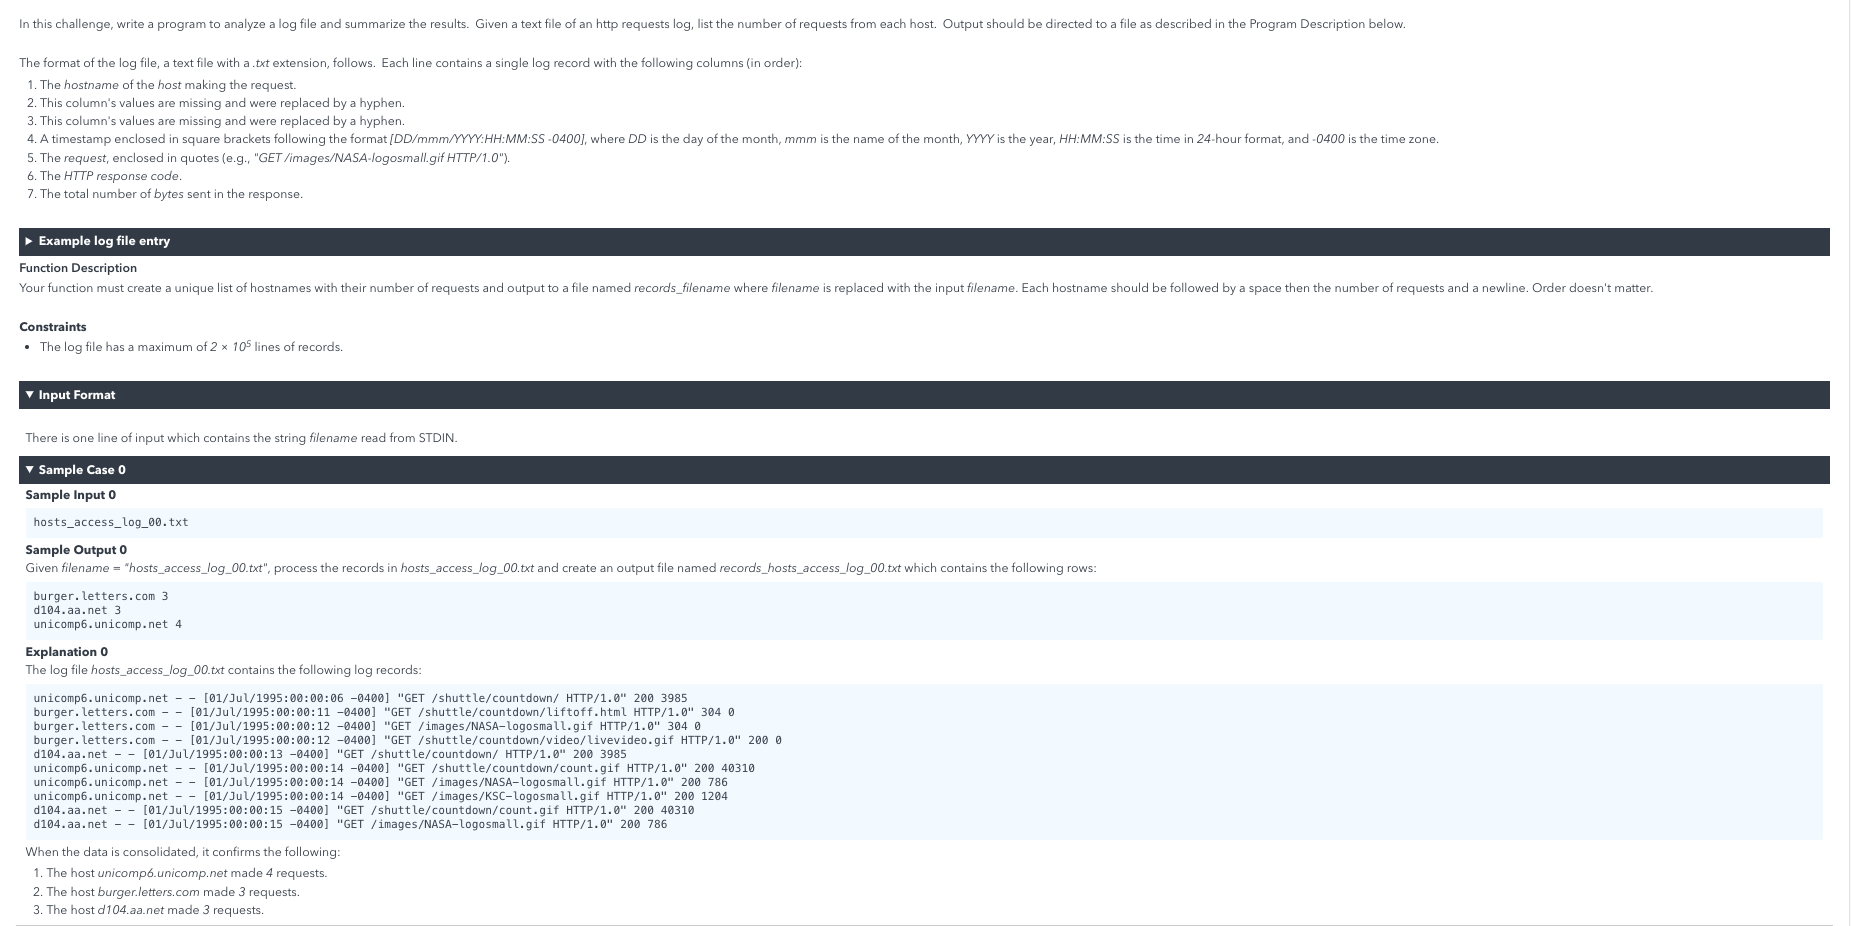 In this challenge, write a program to analyze a log file and summarize the results.  Given a text file of an http requests log, list the number of requests from each host.  Output should be directed to a file as described in the Program Description below.
The format of the log file, a text file with a .txt extension, follows.  Each line contains a single log record with the following columns (in order):
1. The hostname of the host making the request.
2. This column's values are missing and were replaced by a hyphen.
3. This column's values are missing and were replaced by a hyphen.
4. A timestamp enclosed in square brackets following the format [DD/mmm/YYYY:HH:MM:SS -0400], where DD is the day of the month, mmm is the name of the month, YYYY is the year, HH:MM:SS is the time in 24-hour format, and -0400 is the time zone.
5. The request, enclosed in quotes (e.g., "GET /images/NASA-logosmall.gif HTTP/1.0").
6. The HTTP response code.
7. The total number of bytes sent in the response.
▶ Example log file entry
Function Description
Your function must create a unique list of hostnames with their number of requests and output to a file named records_filename where filename is replaced with the input filename. Each hostname should be followed by a space then the number of requests and a newline. Order doesn't matter.
Constraints
• The log file has a maximum of 2 × 10⁵ lines of records.
▼ Input Format
There is one line of input which contains the string filename read from STDIN.
▼ Sample Case 0
Sample Input 0
hosts_access_log_00.txt
Sample Output 0
Given filename = "hosts_access_log_00.txt", process the records in hosts_access_log_00.txt and create an output file named records_hosts_access_log_00.txt which contains the following rows:
burger.letters.com 3
d104.aa.net 3
unicomp6.unicomp.net 4
Explanation 0
The log file hosts_access_log_00.txt contains the following log records:
unicomp6.unicomp.net - - [01/Jul/1995:00:00:06 -0400] "GET /shuttle/countdown/ HTTP/1.0" 200 3985
burger.letters.com - - [01/Jul/1995:00:00:11 -0400] "GET /shuttle/countdown/liftoff.html HTTP/1.0" 304 0
burger.letters.com - - [01/Jul/1995:00:00:12 -0400] "GET /images/NASA-logosmall.gif HTTP/1.0" 304 0
burger.letters.com - - [01/Jul/1995:00:00:12 -0400] "GET /shuttle/countdown/video/livevideo.gif HTTP/1.0" 200 0
d104.aa.net - - [01/Jul/1995:00:00:13 -0400] "GET /shuttle/countdown/ HTTP/1.0" 200 3985
unicomp6.unicomp.net - - [01/Jul/1995:00:00:14 -0400] "GET /shuttle/countdown/count.gif HTTP/1.0" 200 40310
unicomp6.unicomp.net - - [01/Jul/1995:00:00:14 -0400] "GET /images/NASA-logosmall.gif HTTP/1.0" 200 786
unicomp6.unicomp.net - - [01/Jul/1995:00:00:14 -0400] "GET /images/KSC-logosmall.gif HTTP/1.0" 200 1204
d104.aa.net - - [01/Jul/1995:00:00:15 -0400] "GET /shuttle/countdown/count.gif HTTP/1.0" 200 40310
d104.aa.net - - [01/Jul/1995:00:00:15 -0400] "GET /images/NASA-logosmall.gif HTTP/1.0" 200 786
When the data is consolidated, it confirms the following:
1. The host unicomp6.unicomp.net made 4 requests.
2. The host burger.letters.com made 3 requests.
3. The host d104.aa.net made 3 requests.